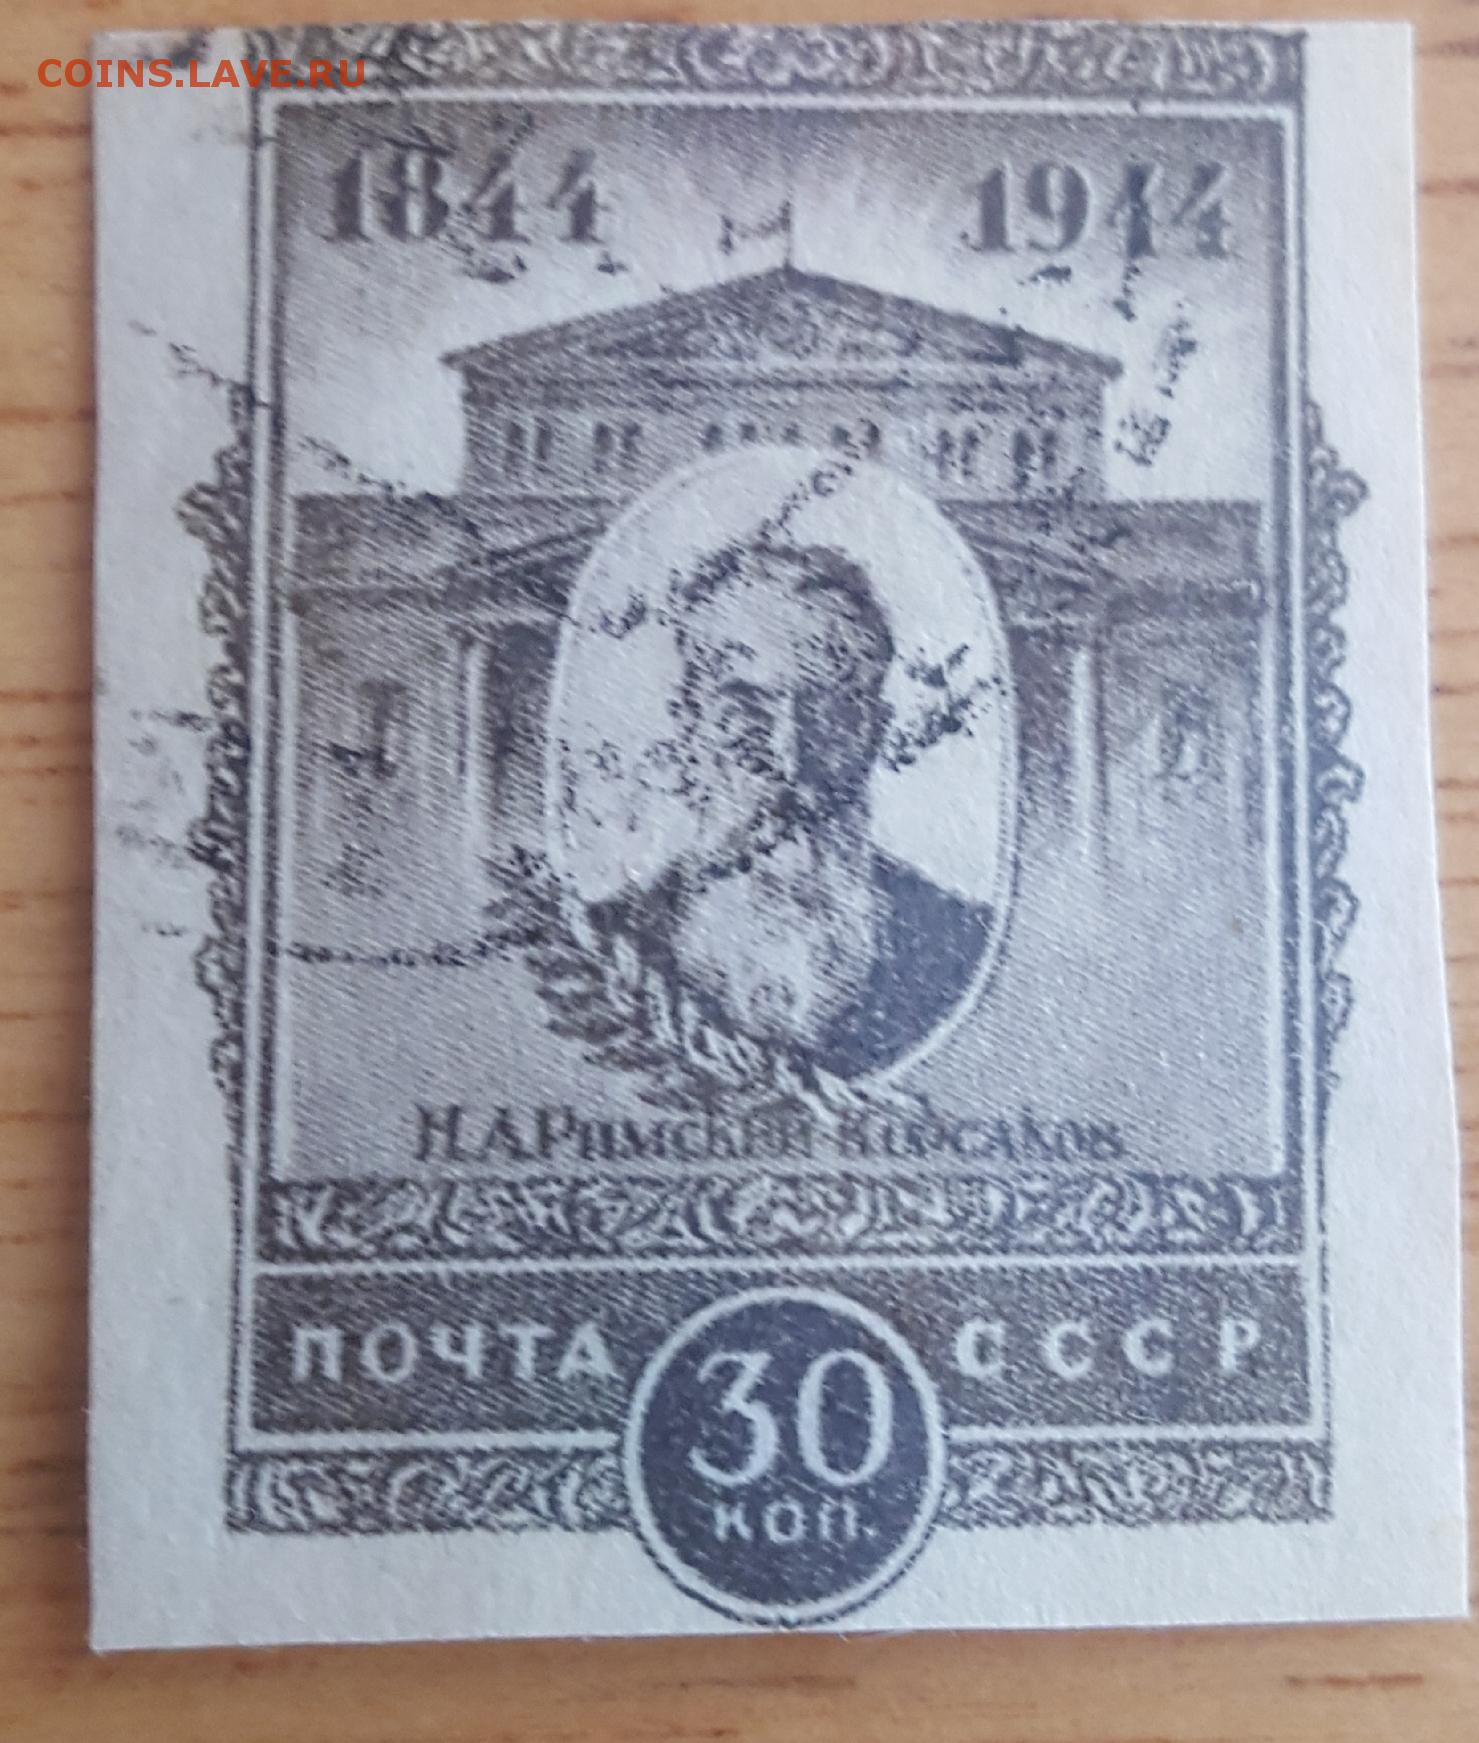 COINS.LAVE.RU
1844 1944
Н.А.Римский-Корсаков
ПОЧТА СССР
30
КОП.